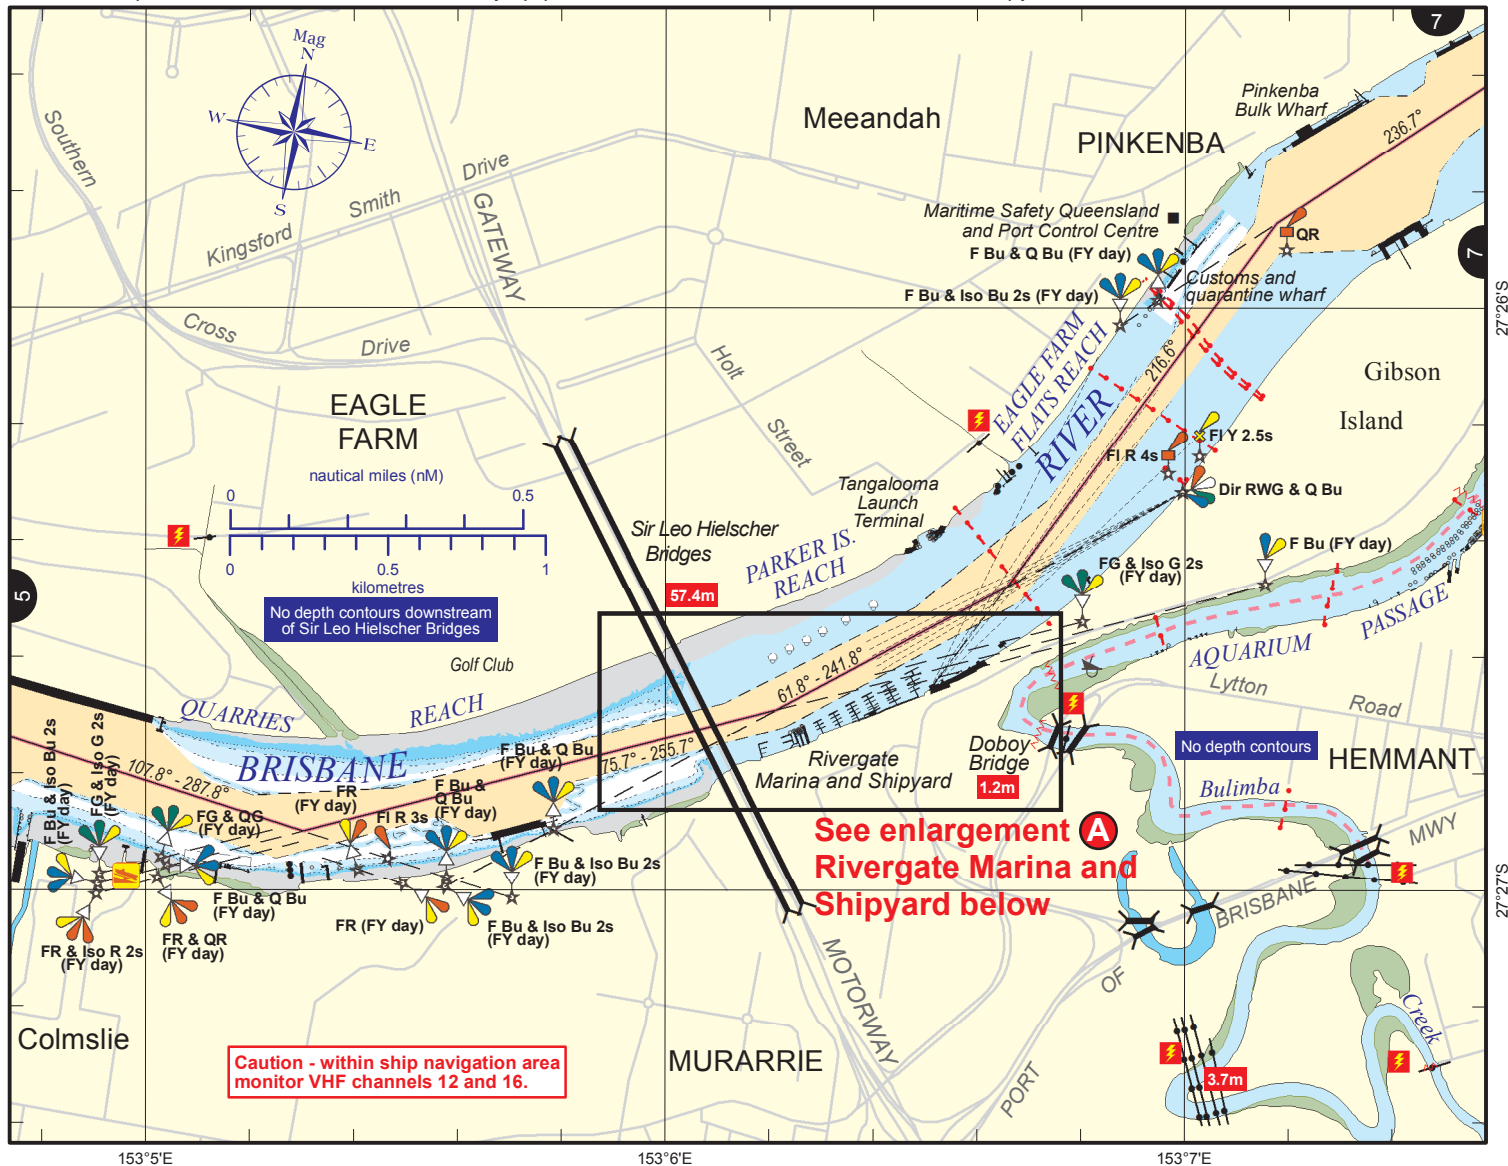 7
Mag
N
W
E
S
Southern
Kingsford
Smith
Drive
GATEWAY
Meeandah
PINKENBA
Pinkenba
Bulk Wharf
236.7°
Maritime Safety Queensland
and Port Control Centre
F Bu & Q Bu (FY day)
F Bu & Iso Bu 2s (FY day)
QR
7
Customs and
quarantine wharf
27°26'S
Cross
Drive
Holt
Street
EAGLE FARM
FLATS REACH
RIVER
216.6°
Gibson
Island
EAGLE
FARM
nautical miles (nM)
0
0.5
0
0.5
1
kilometres
No depth contours downstream
of Sir Leo Hielscher Bridges
Fl Y 2.5s
Fl R 4s
Dir RWG & Q Bu
Tangalooma
Launch
Terminal
Sir Leo Hielscher
Bridges
PARKER IS.
REACH
57.4m
FG & Iso G 2s
(FY day)
F Bu (FY day)
5
Golf Club
QUARRIES
REACH
BRISBANE
61.8° - 241.8°
75.7° - 255.7°
107.8° - 287.8°
AQUARIUM
PASSAGE
Lytton
Road
Doboy
Bridge
1.2m
No depth contours
HEMMANT
Bulimba
MWY
Rivergate
Marina and Shipyard
F Bu & Iso Bu 2s
(FY day)
FG & Iso G 2s
(FY day)
FG & QG
(FY day)
FR
(FY day)
Fl R 3s
F Bu &
Q Bu
(FY day)
F Bu & Q Bu
(FY day)
F Bu & Iso Bu 2s
(FY day)
F Bu & Q Bu
(FY day)
FR (FY day)
F Bu & Iso Bu 2s
(FY day)
FR & Iso R 2s
(FY day)
FR & QR
(FY day)
See enlargement A
Rivergate Marina and
Shipyard below
27°27'S
BRISBANE
OF
PORT
MOTORWAY
Creek
3.7m
Colmslie
Caution - within ship navigation area
monitor VHF channels 12 and 16.
MURARRIE
153°5'E
153°6'E
153°7'E